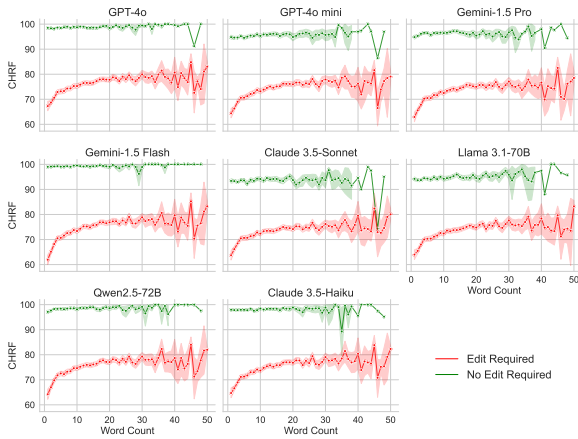 GPT-4o GPT-4o mini Gemini-1.5 Pro
100
90
80
70
60
CHRF
Gemini-1.5 Flash Claude 3.5-Sonnet Llama 3.1-70B
100
90
80
70
60
CHRF
0 10 20 30 40 50
Word Count
Qwen2.5-72B Claude 3.5-Haiku
100
90
80
70
60
CHRF
Edit Required
No Edit Required
0 10 20 30 40 50 0 10 20 30 40 50
Word Count Word Count